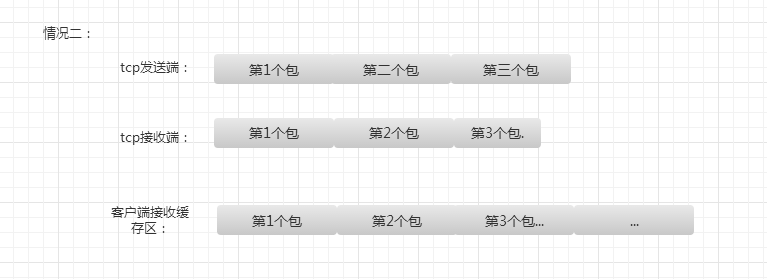 情况二：
tcp发送端： 第1个包 第二个包 第三个包
tcp接收端： 第1个包 第2个包 第3个包.
客户端接收缓
存区： 第1个包 第2个包 第3个包... ...